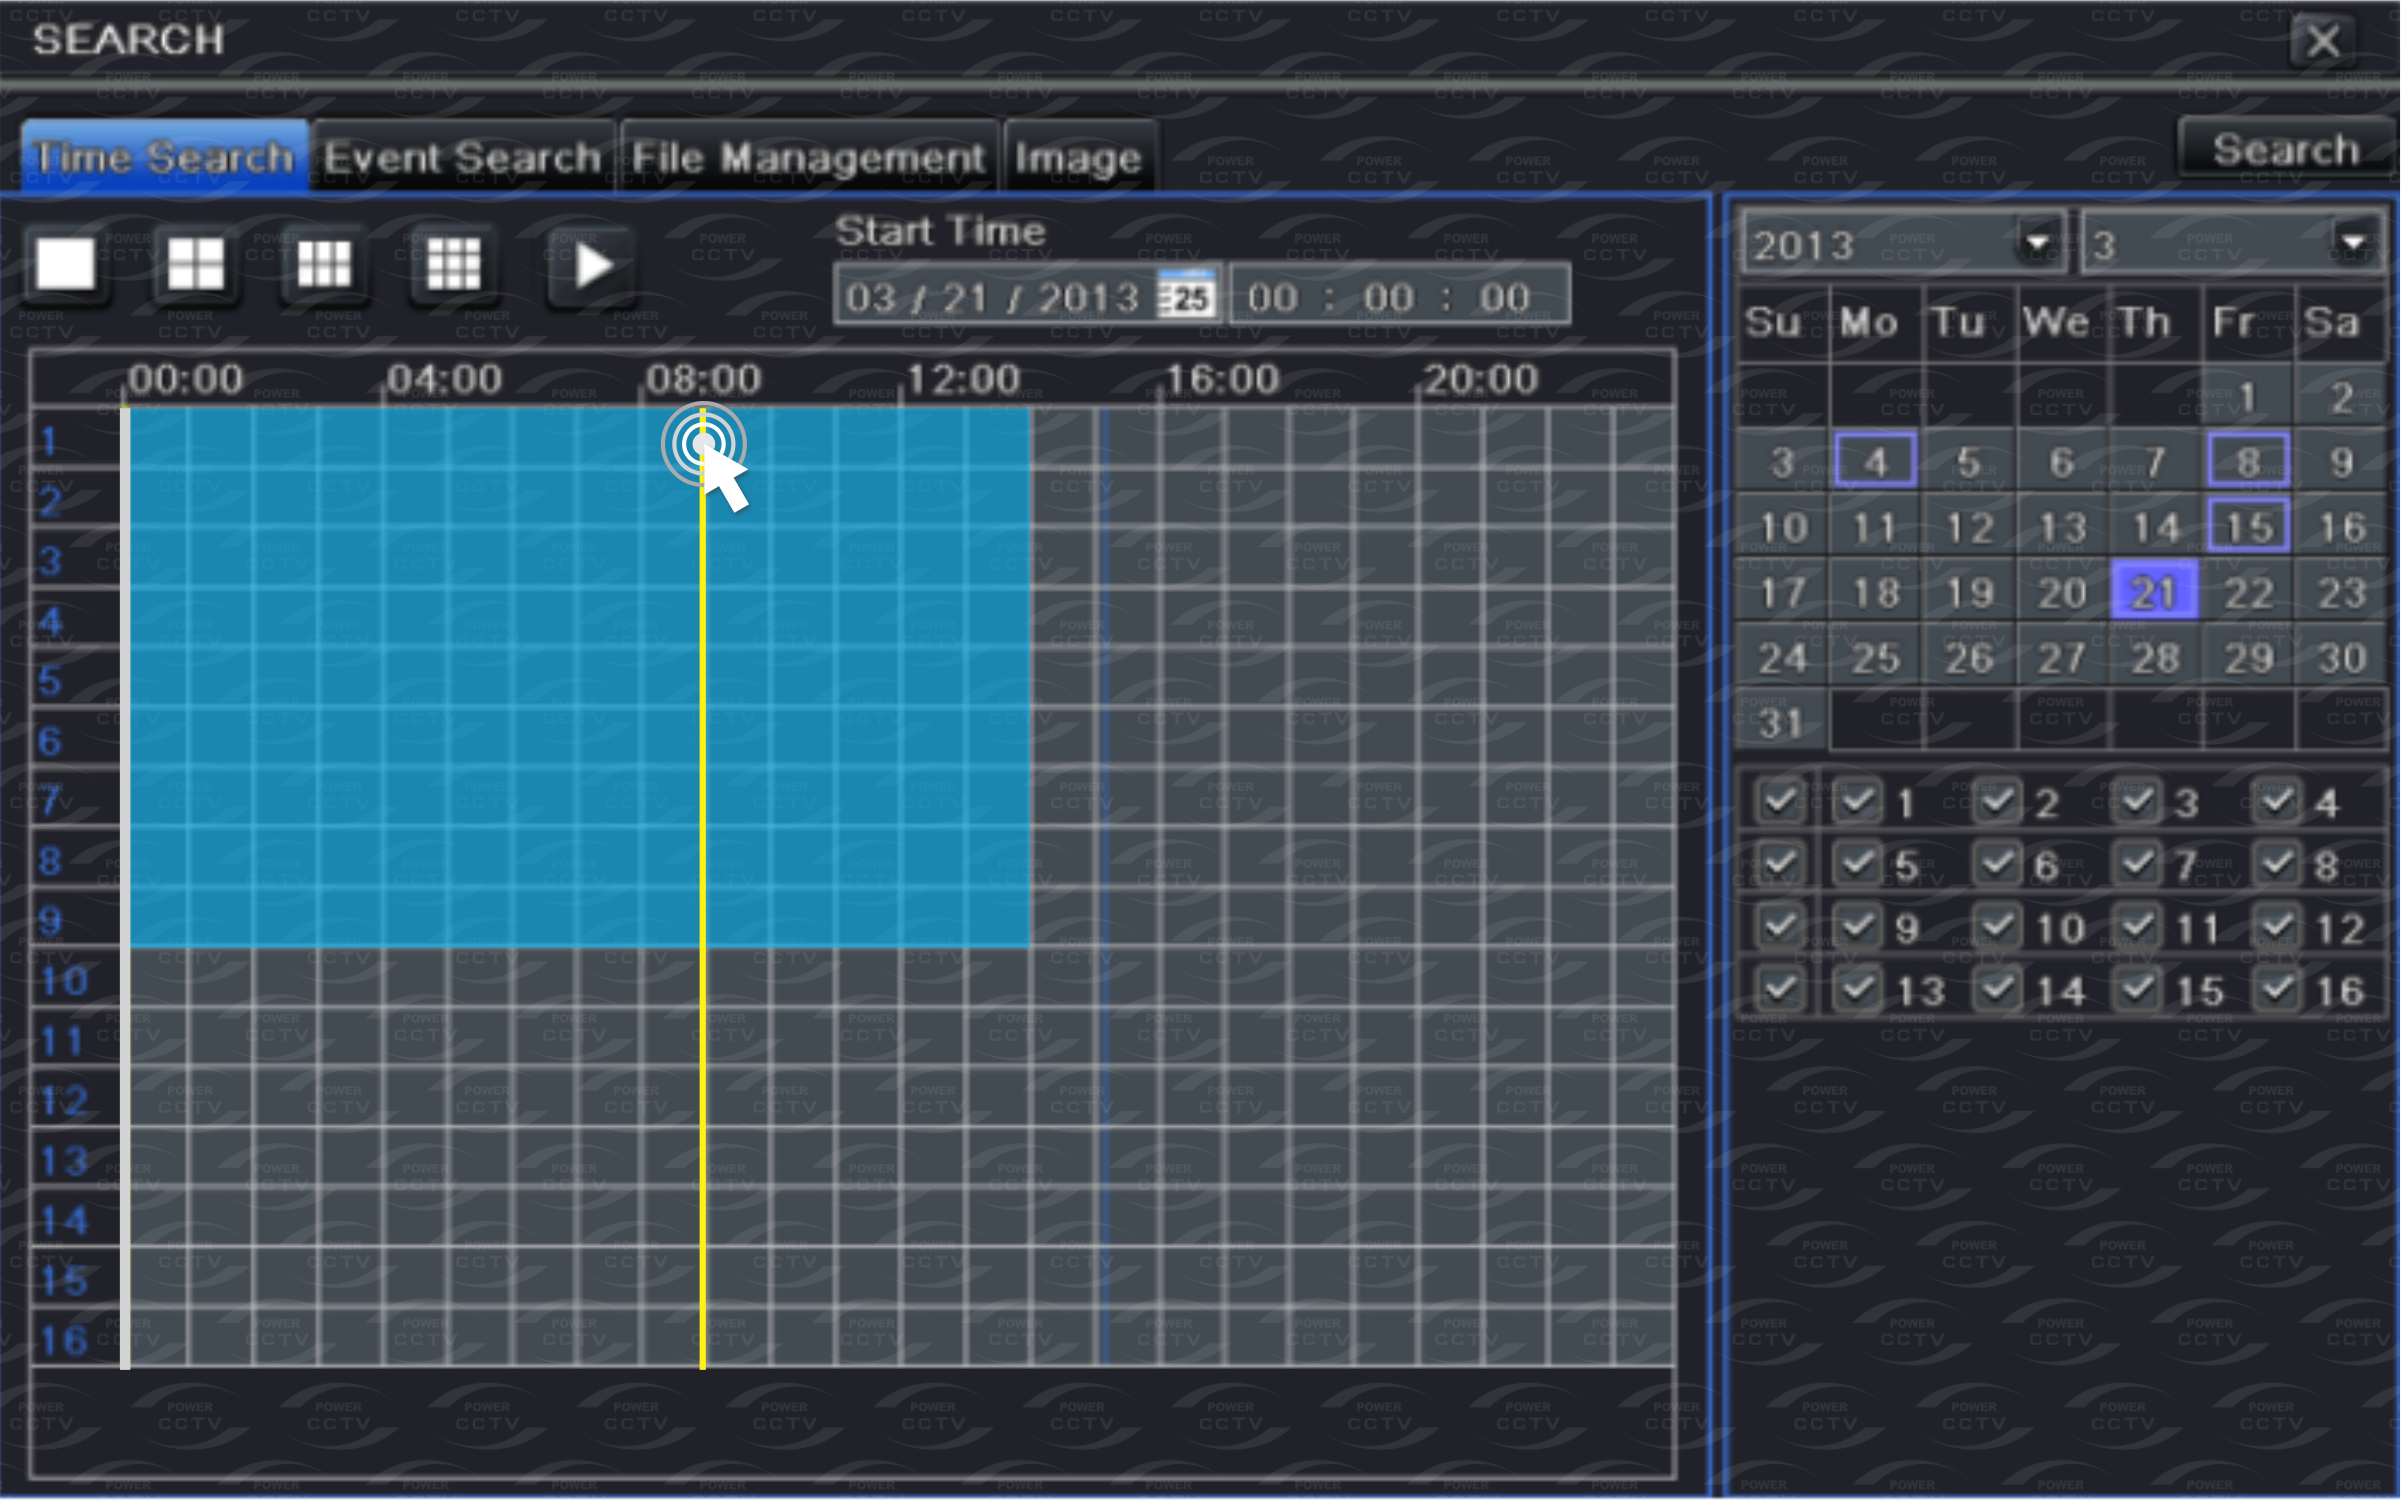 SEARCH
Time Search Event Search File Management Image Search
Start Time
03 / 21 / 2013 25 00 : 00 : 00
2013 3
Su Mo Tu We Th Fr Sa
00:00 04:00 08:00 12:00 16:00 20:00
1
2
3
4
5
6
7
8
9
10
11
12
13
14
15
16
1 2
3 4 5 6 7 8 9
10 11 12 13 14 15 16
17 18 19 20 21 22 23
24 25 26 27 28 29 30
31
1 2 3 4
5 6 7 8
9 10 11 12
13 14 15 16
POWER
CCTV